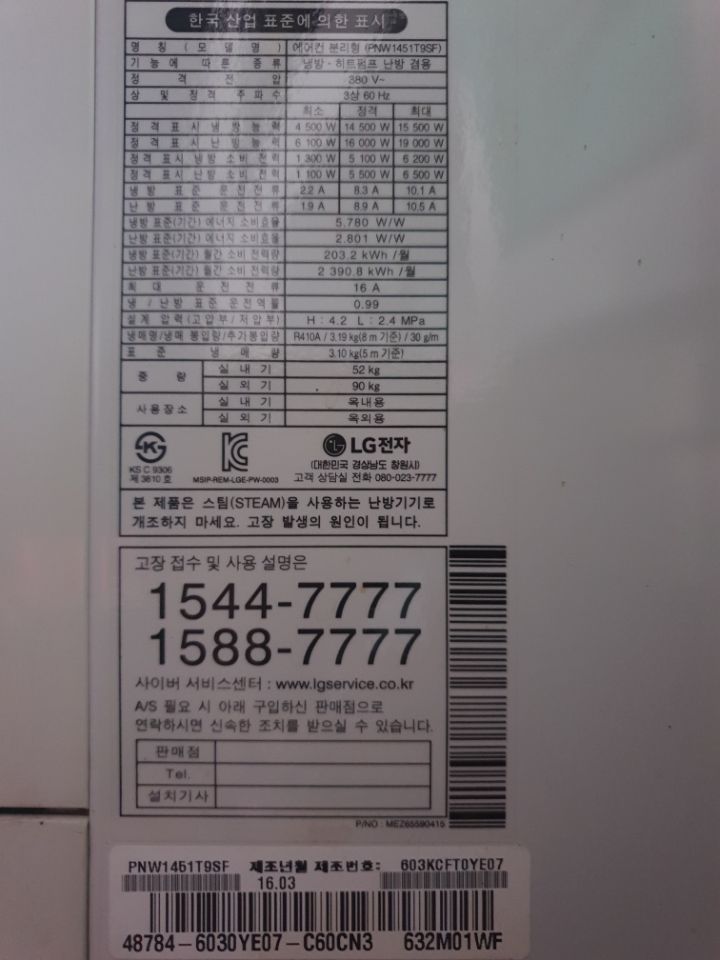 한국 산업 표준에 의한 표시
명칭(모델명) 에어컨 분리형 (PNW1451T9SF)
기능에 따른 종류 냉방·히트펌프 난방 겸용
정격전압 380 V~
상 및 정격 주파수 3상 60 Hz
최소 정격 최대
정격 표시 냉방 능력 4 500 W 14 500 W 15 500 W
정격 표시 난방 능력 6 100 W 16 000 W 19 000 W
정격 표시 냉방 소비 전력 1 300 W 5 100 W 6 200 W
정격 표시 난방 소비 전력 1 100 W 5 500 W 6 500 W
냉방 표준 운전전류 2.2 A 8.3 A 10.1 A
난방 표준 운전전류 1.9 A 8.9 A 10.5 A
냉방 표준(기간) 에너지 소비효율 5.780 W/W
난방 표준(기간) 에너지 소비효율 2.801 W/W
냉방 표준(기간) 월간 소비 전력량 203.2 kWh /월
난방 표준(기간) 월간 소비 전력량 2 390.8 kWh /월
최대 운전전류 16 A
냉/난방 표준 운전역률 0.99
설계 압력(고압부/저압부) H : 4.2 L : 2.4 MPa
냉매명/냉매 봉입량/추가봉입량 R410A / 3.19 kg(8 m 기준) / 30 g/m
표준 냉매량 3.10 kg(5 m 기준)
중량 실내기 52 kg
실외기 90 kg
사용장소 실내기 옥내용
실외기 옥외용
KS C 9306
제 3810 호
MSIP-REM-LGE-PW-0003
LG전자
(대한민국 경상남도 창원시)
고객 상담실 전화 080-023-7777
본 제품은 스팀(STEAM)을 사용하는 난방기기로
개조하지 마세요. 고장 발생의 원인이 됩니다.
고장 접수 및 사용 설명은
1544-7777
1588-7777
사이버 서비스센터 : www.lgservice.co.kr
A/S 필요 시 아래 구입하신 판매점으로
연락하시면 신속한 조치를 받으실 수 있습니다.
판매점
Tel.
설치기사
P/NO : MEZ65590415
PNW1451T9SF 제조년월 제조번호: 603KCFT0YE07
16.03
48784-6030YE07-C60CN3 632M01WF